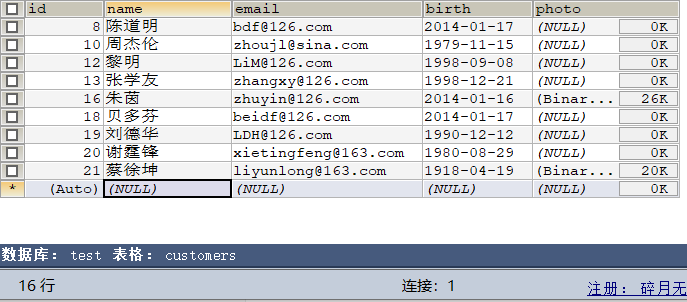 id name email birth photo
8 陈道明 bdf@126.com 2014-01-17 (NULL) 0K
10 周杰伦 zhoujl@sina.com 1979-11-15 (NULL) 0K
12 黎明 LiM@126.com 1998-09-08 (NULL) 0K
13 张学友 zhangxy@126.com 1998-12-21 (NULL) 0K
16 朱茵 zhuyin@126.com 2014-01-16 (Binar... 26K
18 贝多芬 beidf@126.com 2014-01-17 (NULL) 0K
19 刘德华 LDH@126.com 1990-12-12 (NULL) 0K
20 谢霆锋 xietingfeng@163.com 1980-08-29 (NULL) 0K
21 蔡徐坤 liyunlong@163.com 1918-04-19 (Binar... 20K
* (Auto) (NULL) (NULL) (NULL) (NULL) 0K
数据库: test 表格: customers
16 行 连接: 1 注册: 碎月无